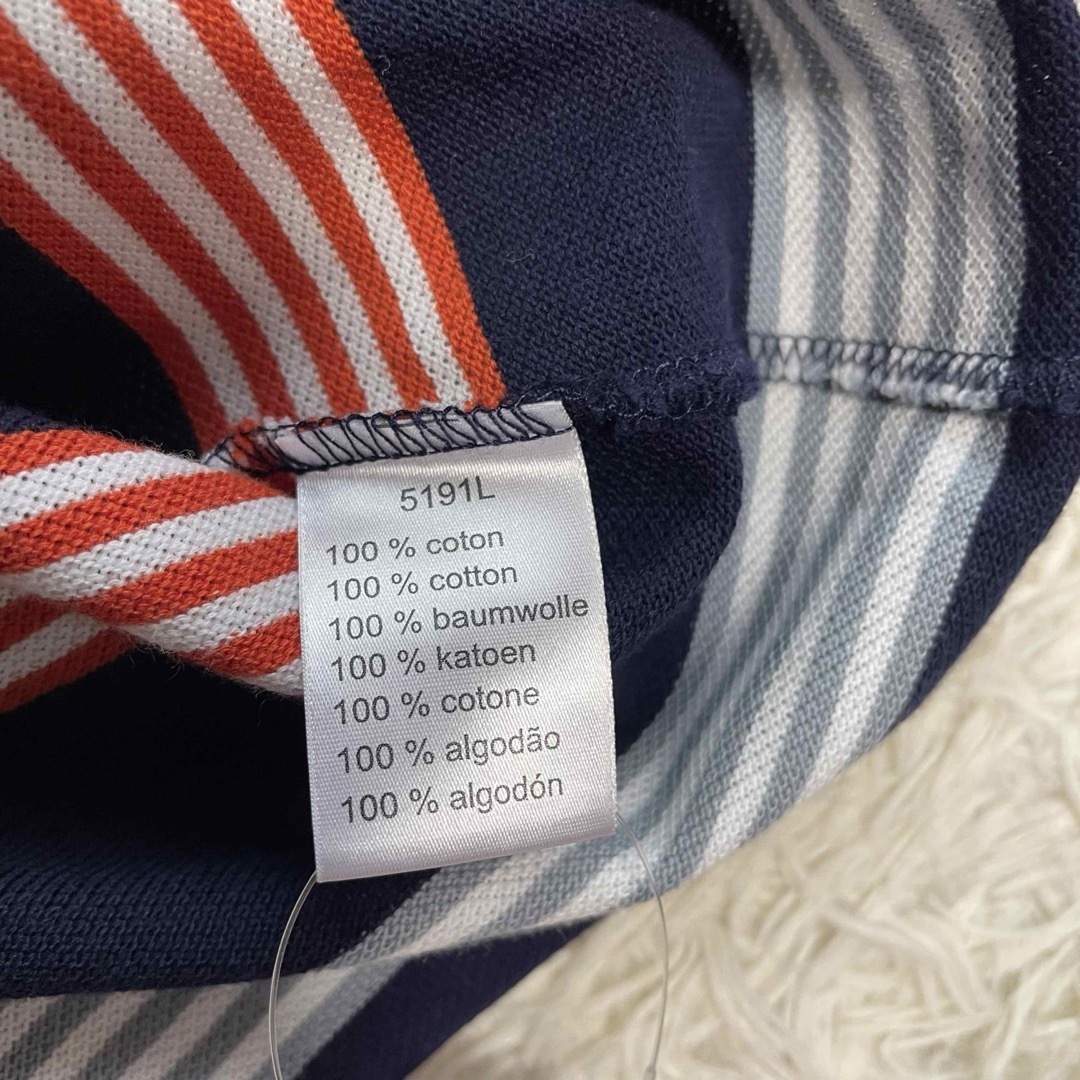 5191L
100 % coton
100 % cotton
100 % baumwolle
100 % katoen
100 % cotone
100 % algodão
100 % algodón